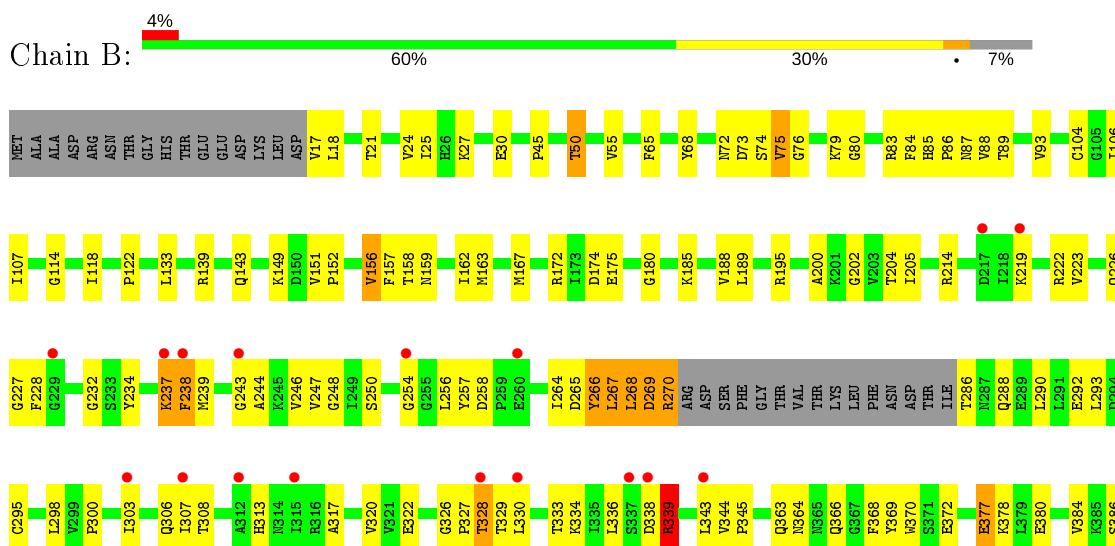 4%
Chain B:
60% 30% • 7%
MET ALA ALA ASP ARG ASN THR GLY HIS THR GLU GLU ASP LYS LEU ASP V17 L18 T21 V24 I25 H26 K27 E30 P45 T50 V55 F65 Y68 N72 D73 S74 V75 G76 K79 G80 R83 F84 H85 P86 N87 V88 T89 V93 C104 G105 I106
I107 G114 I118 P122 L133 R139 Q143 K149 D150 V151 P152 V156 F157 T158 N159 I162 M163 M167 R172 I173 D174 E175 G180 K185 V188 L189 R195 A200 K201 G202 V203 T204 I205 R214 D217 I218 K219 R222 V223
G227 F228 G229 G232 S233 Y234 K237 F238 M239 G243 A244 K245 V246 V247 G248 I249 S250 G254 G255 L256 Y257 D258 P259 E260 I264 D265 Y266 L267 L268 D269 R270 ARG ASP SER PHE GLY THR VAL THR LYS LEU PHE ASN ASP THR ILE T286 N287 Q288 E289 L290 L291 E292 L293 D294
C295 L298 V299 P300 I303 Q306 I307 T308 A312 H313 N314 I315 R316 A317 V320 V321 E322 G326 P327 T328 T329 L330 T333 K334 I335 L336 S337 D338 R339 L343 V344 P345 Q363 N364 N365 Q366 G367 F368 Y369 W370 S371 E372 E377 K378 L379 E380 V384 K385